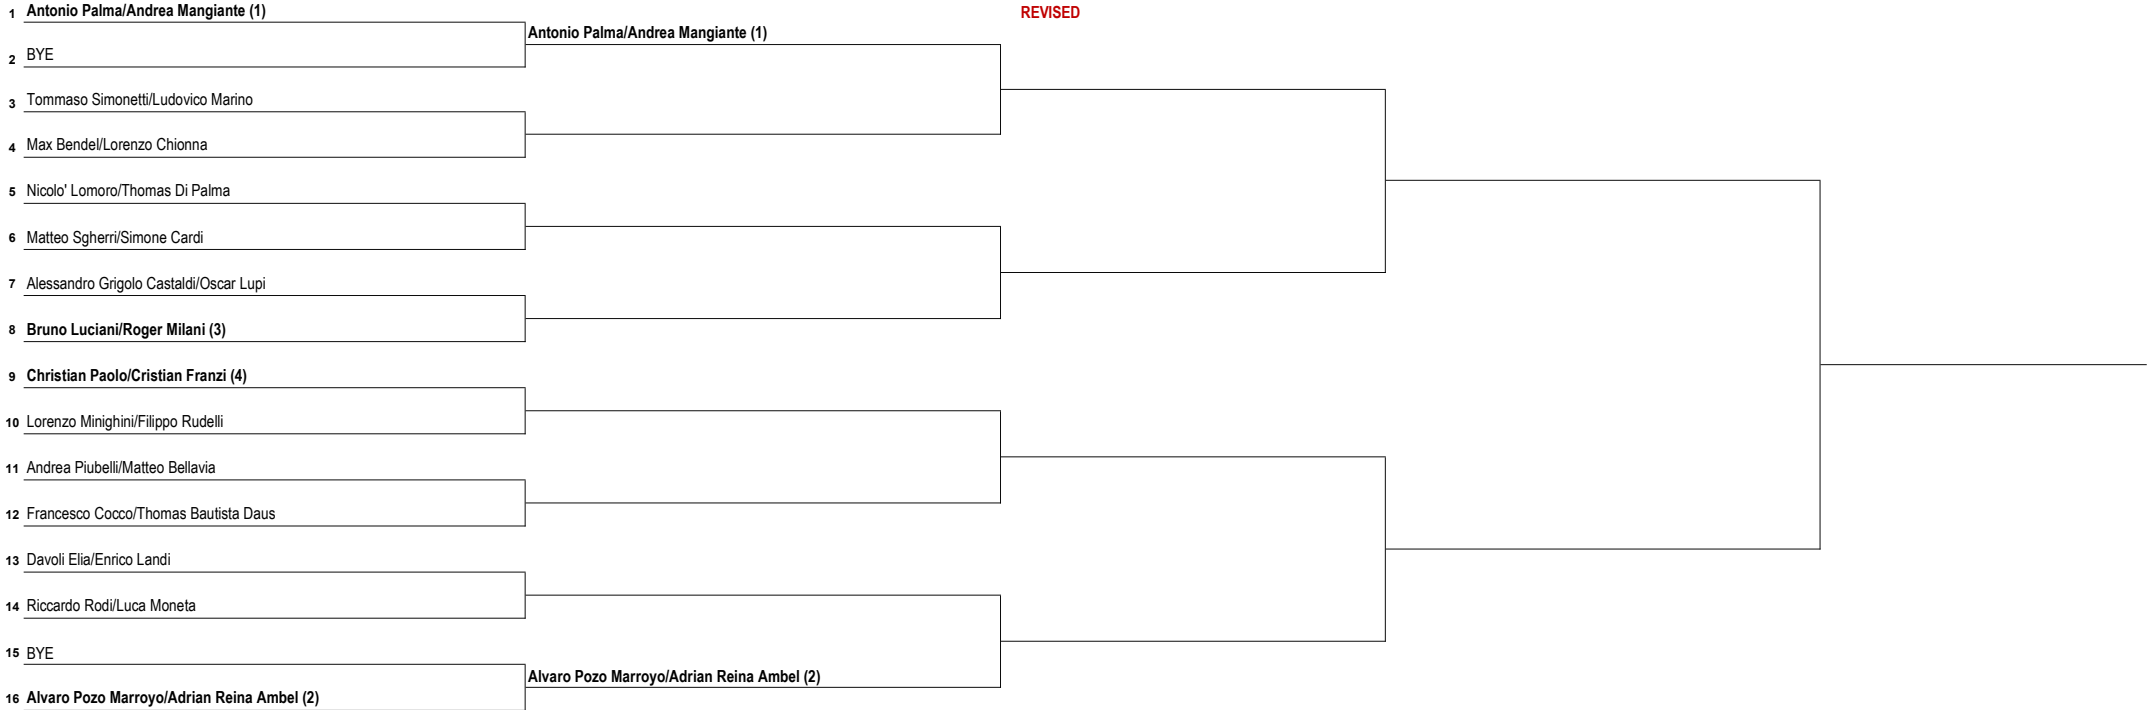 1 Antonio Palma/Andrea Mangiante (1)
REVISED
Antonio Palma/Andrea Mangiante (1)
2 BYE
3 Tommaso Simonetti/Ludovico Marino
4 Max Bendel/Lorenzo Chionna
5 Nicolo' Lomoro/Thomas Di Palma
6 Matteo Sgherri/Simone Cardi
7 Alessandro Grigolo Castaldi/Oscar Lupi
8 Bruno Luciani/Roger Milani (3)
9 Christian Paolo/Cristian Franzi (4)
10 Lorenzo Minighini/Filippo Rudelli
11 Andrea Piubelli/Matteo Bellavia
12 Francesco Cocco/Thomas Bautista Daus
13 Davoli Elia/Enrico Landi
14 Riccardo Rodi/Luca Moneta
15 BYE
Alvaro Pozo Marroyo/Adrian Reina Ambel (2)
16 Alvaro Pozo Marroyo/Adrian Reina Ambel (2)